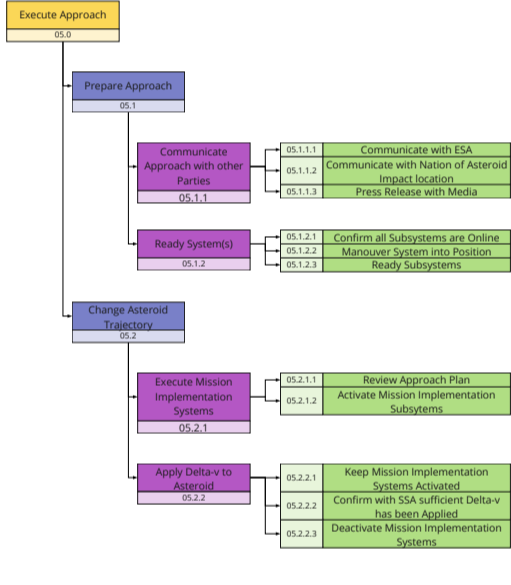 Execute Approach
05.0
Prepare Approach
05.1
Communicate
Approach with other
Parties
05.1.1
05.1.1.1 Communicate with ESA
05.1.1.2 Communicate with Nation of Asteroid
Impact location
05.1.1.3 Press Release with Media
Ready System(s)
05.1.2
05.1.2.1 Confirm all Subsystems are Online
05.1.2.2 Manouver System into Position
05.1.2.3 Ready Subsystems
Change Asteroid
Trajectory
05.2
Execute Mission
Implementation
Systems
05.2.1
05.2.1.1 Review Approach Plan
05.2.1.2 Activate Mission Implementation
Subsytems
Apply Delta-v to
Asteroid
05.2.2
05.2.2.1 Keep Mission Implementation
Systems Activated
05.2.2.2 Confirm with SSA sufficient Delta-v
has been Applied
05.2.2.3 Deactivate Mission Implementation
Systems